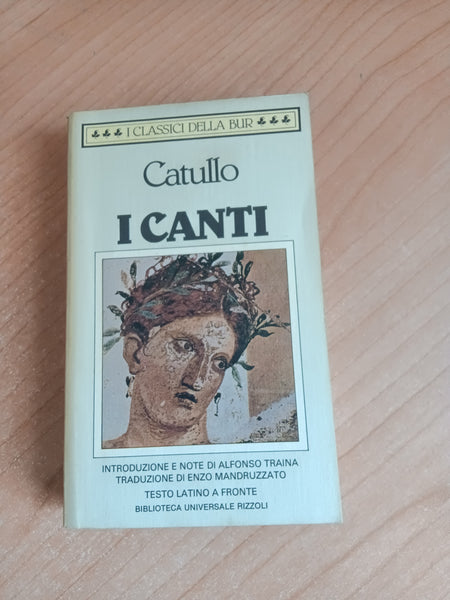 I CLASSICI DELLA BUR
Catullo
I CANTI
INTRODUZIONE E NOTE DI ALFONSO TRAINA
TRADUZIONE DI ENZO MANDRUZZATO
TESTO LATINO A FRONTE
BIBLIOTECA UNIVERSALE RIZZOLI